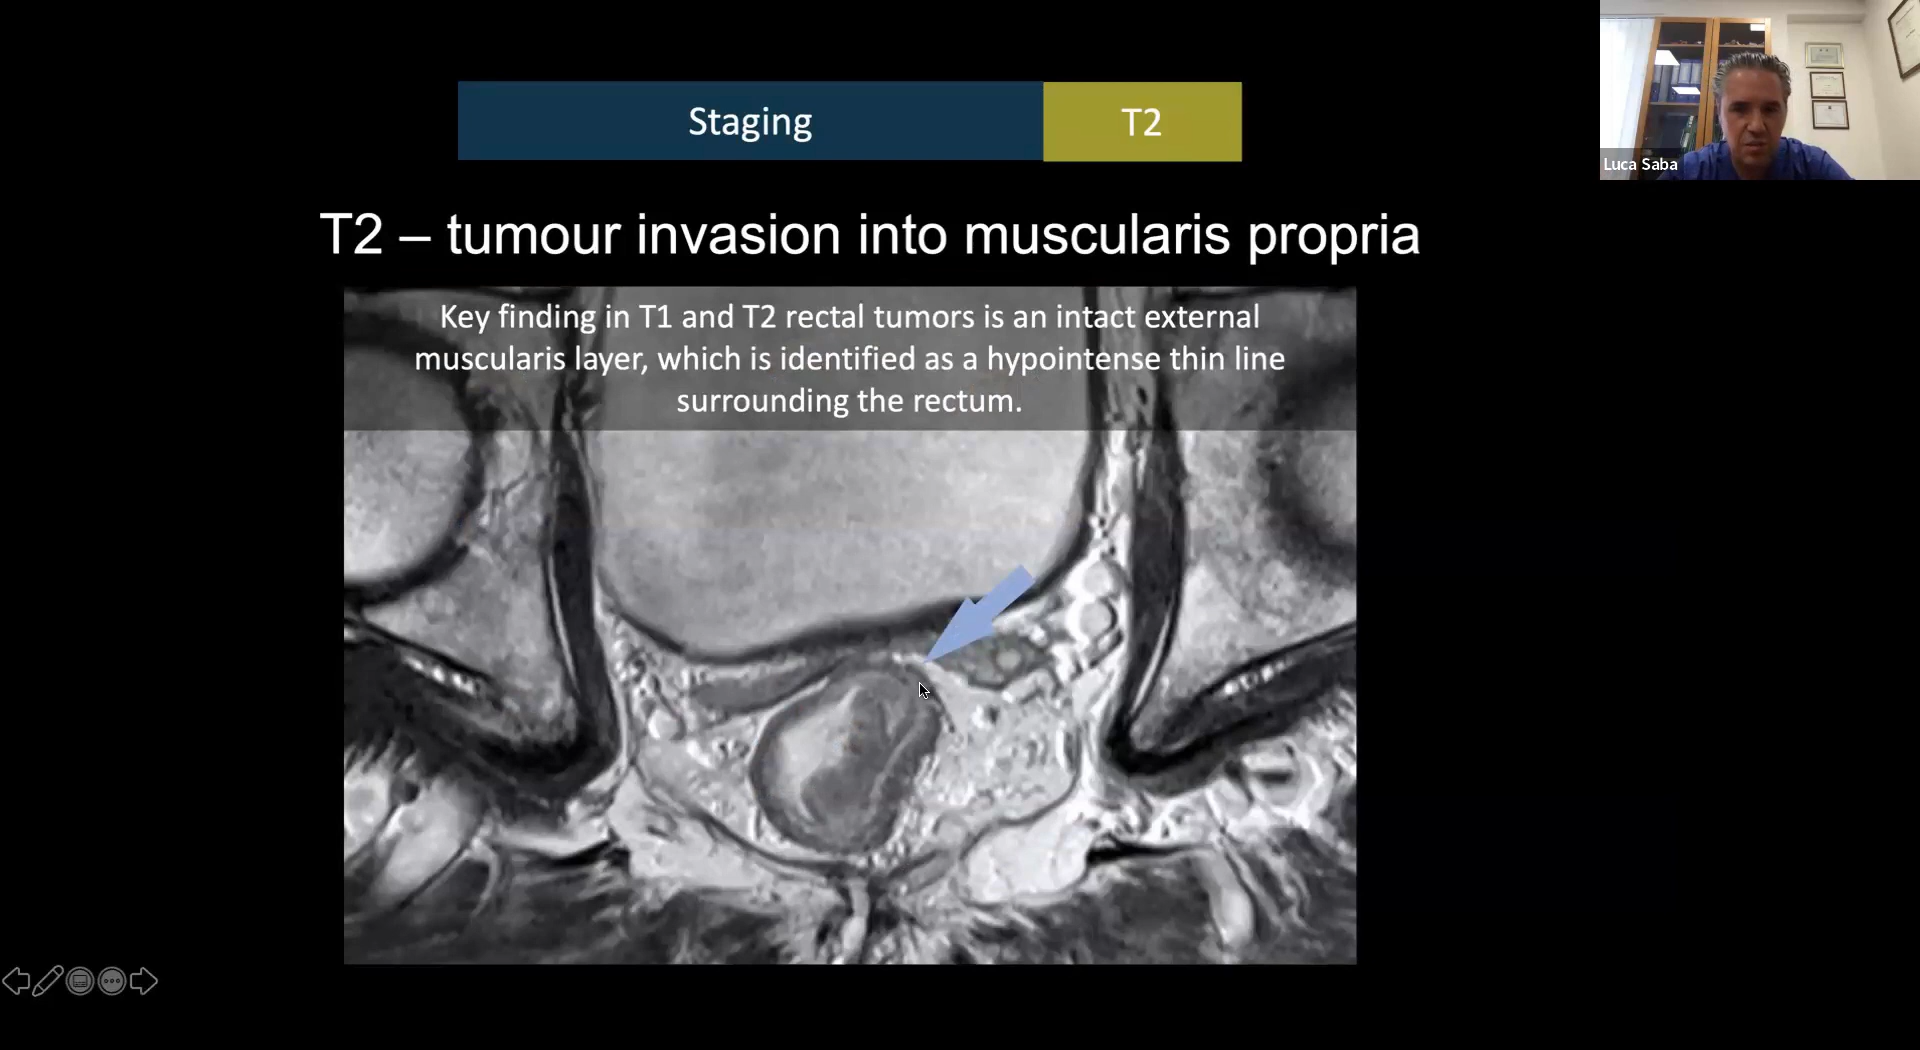 Staging T2
Luca Saba
T2 – tumour invasion into muscularis propria
Key finding in T1 and T2 rectal tumors is an intact external
muscularis layer, which is identified as a hypointense thin line
surrounding the rectum.